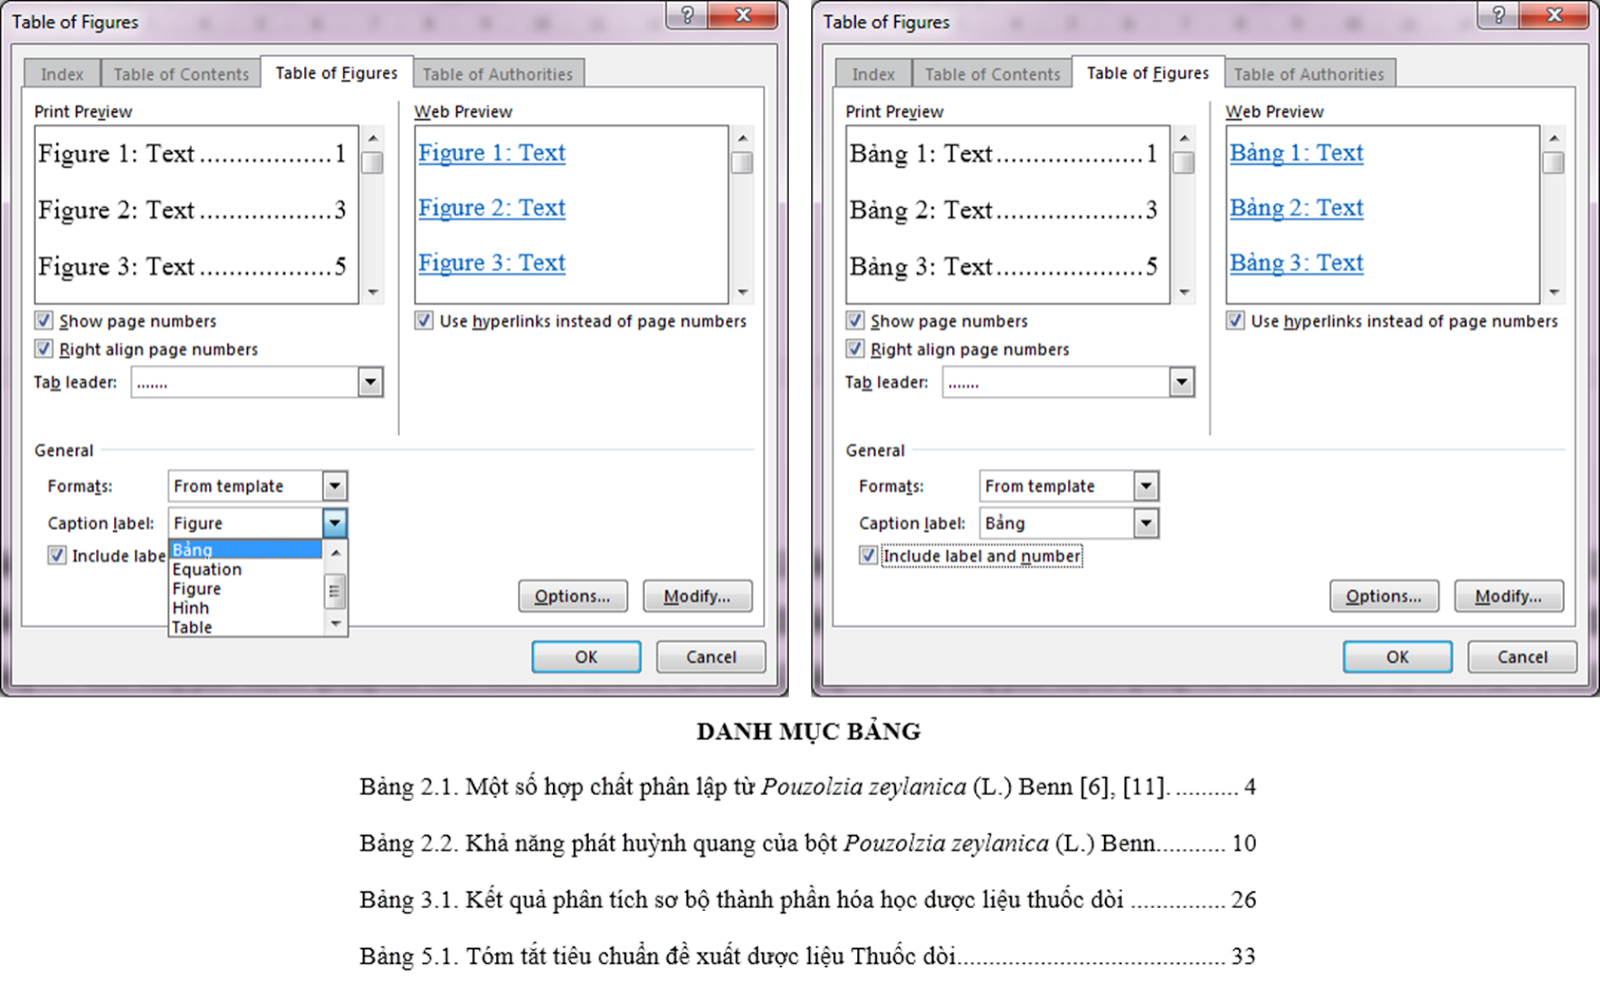 Table of Figures
Index
Table of Contents
Table of Figures
Table of Authorities
Print Preview
Web Preview
Figure 1: Text....................1
Figure 2: Text....................3
Figure 3: Text....................5
Figure 1: Text
Figure 2: Text
Figure 3: Text
Show page numbers
Right align page numbers
Use hyperlinks instead of page numbers
Tab leader: .......
General
Formats: From template
Caption label: Figure
Include labe
Bảng
Equation
Figure
Hình
Table
Options...
Modify...
OK
Cancel
Table of Figures
Index
Table of Contents
Table of Figures
Table of Authorities
Print Preview
Web Preview
Bảng 1: Text......................1
Bảng 2: Text......................3
Bảng 3: Text......................5
Bảng 1: Text
Bảng 2: Text
Bảng 3: Text
Show page numbers
Right align page numbers
Use hyperlinks instead of page numbers
Tab leader: .......
General
Formats: From template
Caption label: Bảng
Include label and number
Options...
Modify...
OK
Cancel
DANH MỤC BẢNG
Bảng 2.1. Một số hợp chất phân lập từ Pouzolzia zeylanica (L.) Benn [6], [11]. .......... 4
Bảng 2.2. Khả năng phát huỳnh quang của bột Pouzolzia zeylanica (L.) Benn........... 10
Bảng 3.1. Kết quả phân tích sơ bộ thành phần hóa học dược liệu thuốc dòi ............... 26
Bảng 5.1. Tóm tắt tiêu chuẩn đề xuất dược liệu Thuốc dòi.......................................... 33